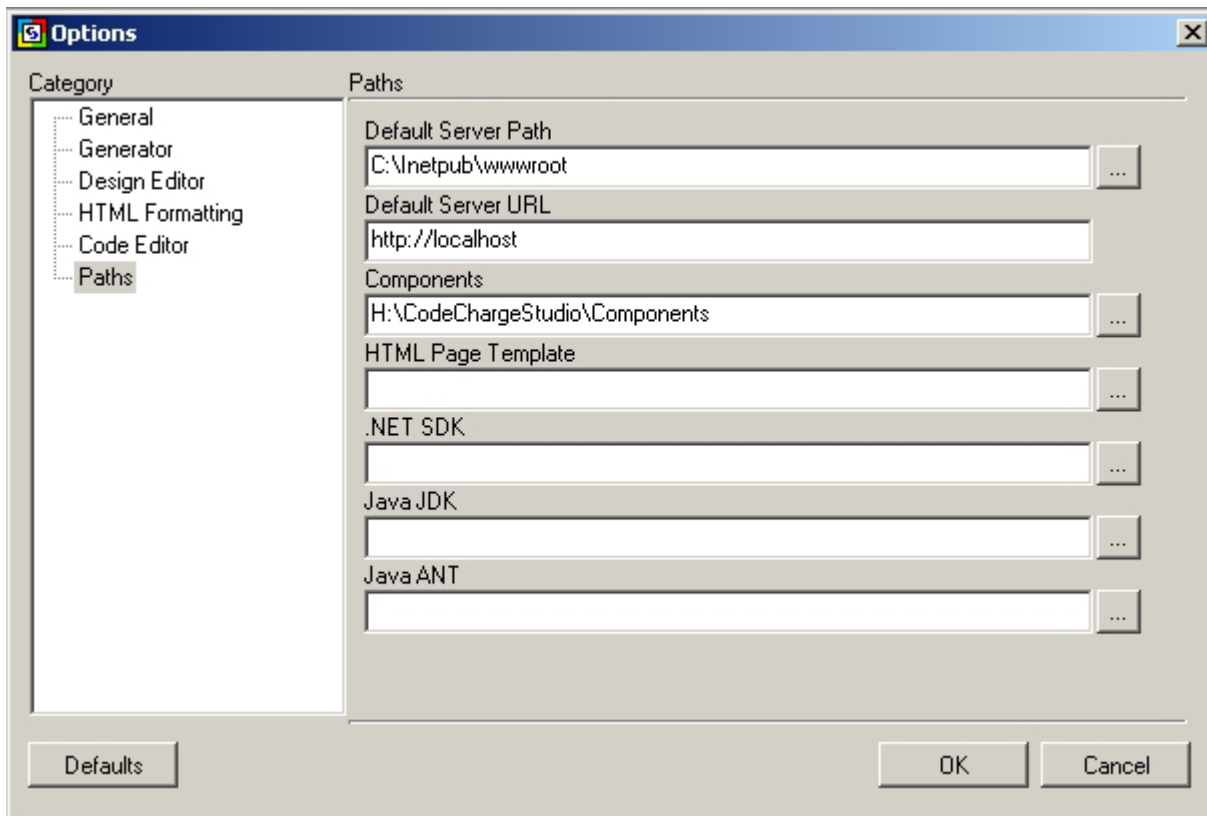 Options
Category
General
Generator
Design Editor
HTML Formatting
Code Editor
Paths
Paths
Default Server Path
C:\Inetpub\wwwroot
...
Default Server URL
http://localhost
Components
H:\CodeChargeStudio\Components
...
HTML Page Template
...
.NET SDK
...
Java JDK
...
Java ANT
...
Defaults
OK
Cancel